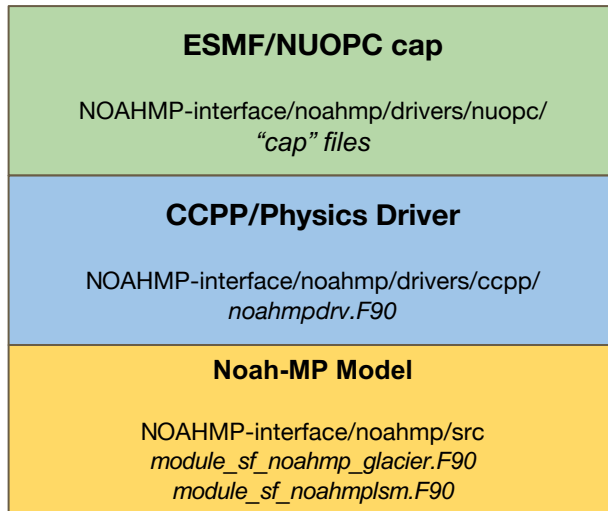 ESMF/NUOPC cap
NOAHMP-interface/noahmp/drivers/nuopc/
“cap” files
CCPP/Physics Driver
NOAHMP-interface/noahmp/drivers/ccpp/
noahmpdrv.F90
Noah-MP Model
NOAHMP-interface/noahmp/src
module_sf_noahmp_glacier.F90
module_sf_noahmplsm.F90